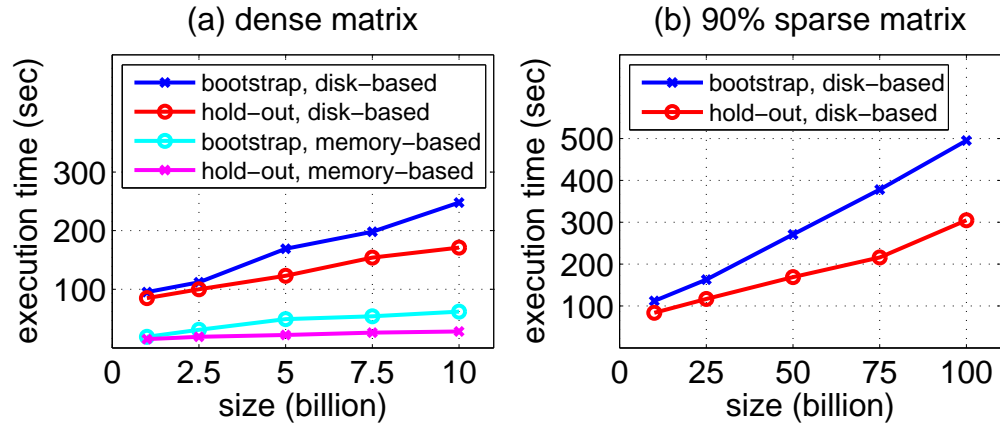 (a) dense matrix
execution time (sec)
300
200
100
bootstrap, disk−based
hold−out, disk−based
bootstrap, memory−based
hold−out, memory−based
0 2.5 5 7.5 10
size (billion)
(b) 90% sparse matrix
execution time (sec)
500
400
300
200
100
bootstrap, disk−based
hold−out, disk−based
0 25 50 75 100
size (billion)